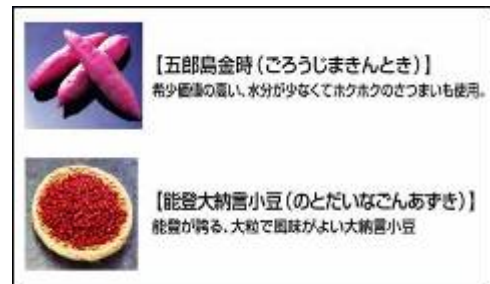 【五郎島金時（ごろうじまきんとき）】
希少価値の高い、水分が少なくてホクホクのさつまいも使用。
【能登大納言小豆（のとだいなごんあずき）】
能登が誇る、大粒で風味がよい大納言小豆